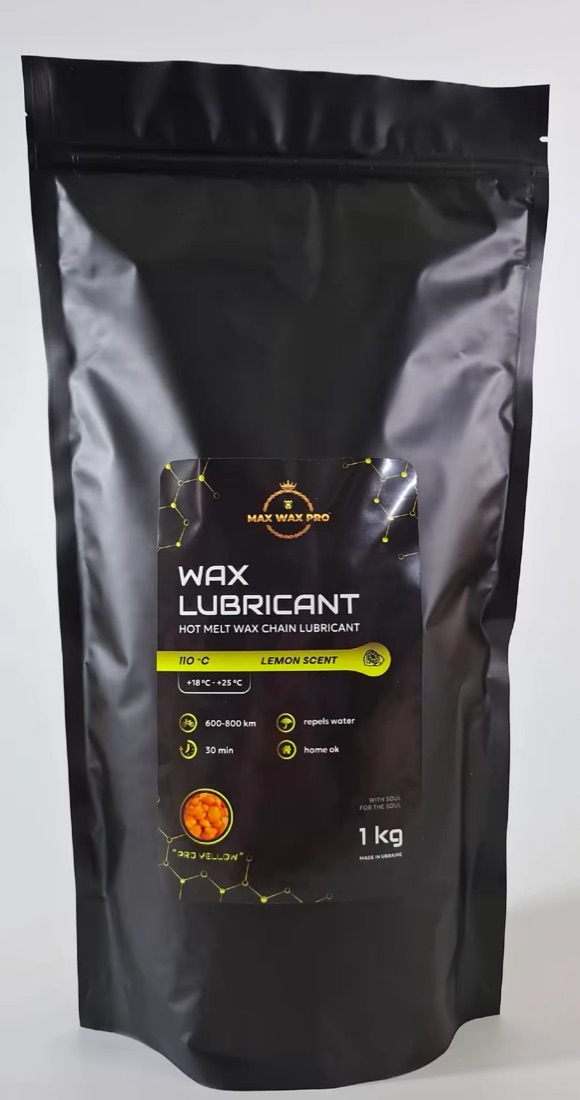 MAX WAX PRO
WAX
LUBRICANT
HOT MELT WAX CHAIN LUBRICANT
110 °C LEMON SCENT
+18 °C - +25 °C
600-800 km repels water
30 min home ok
WITH SOUL
FOR THE SOUL
1 kg
"PRO YELLOW"
MADE IN UKRAINE